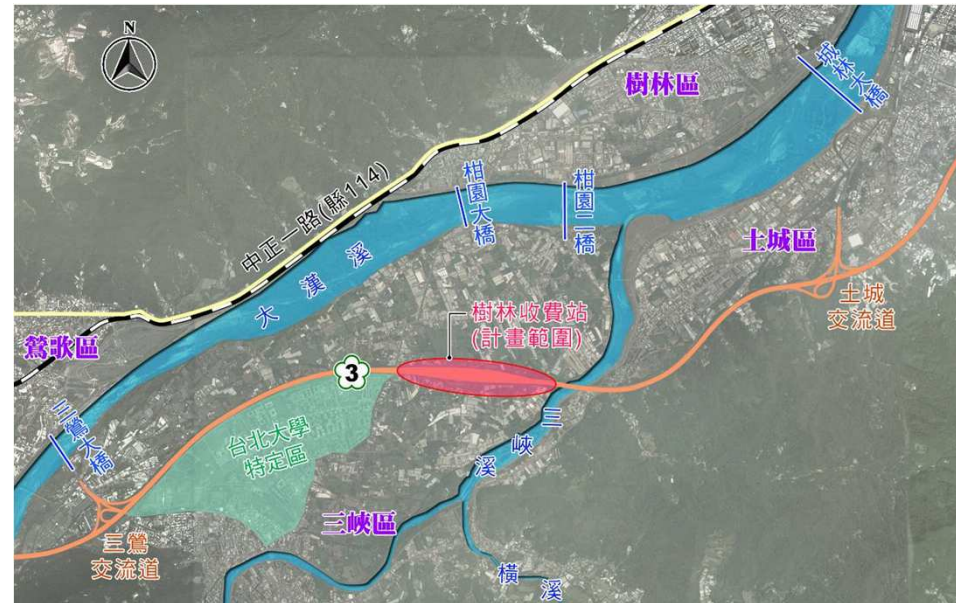 N
樹林區
城林大橋
柑園大橋
柑園二橋
中正一路(縣114)
大漢溪
土城區
土城
交流道
樹林收費站
(計畫範圍)
鶯歌區
3
三鶯大橋
台北大學
特定區
三峽溪
三峽區
三鶯
交流道
橫溪